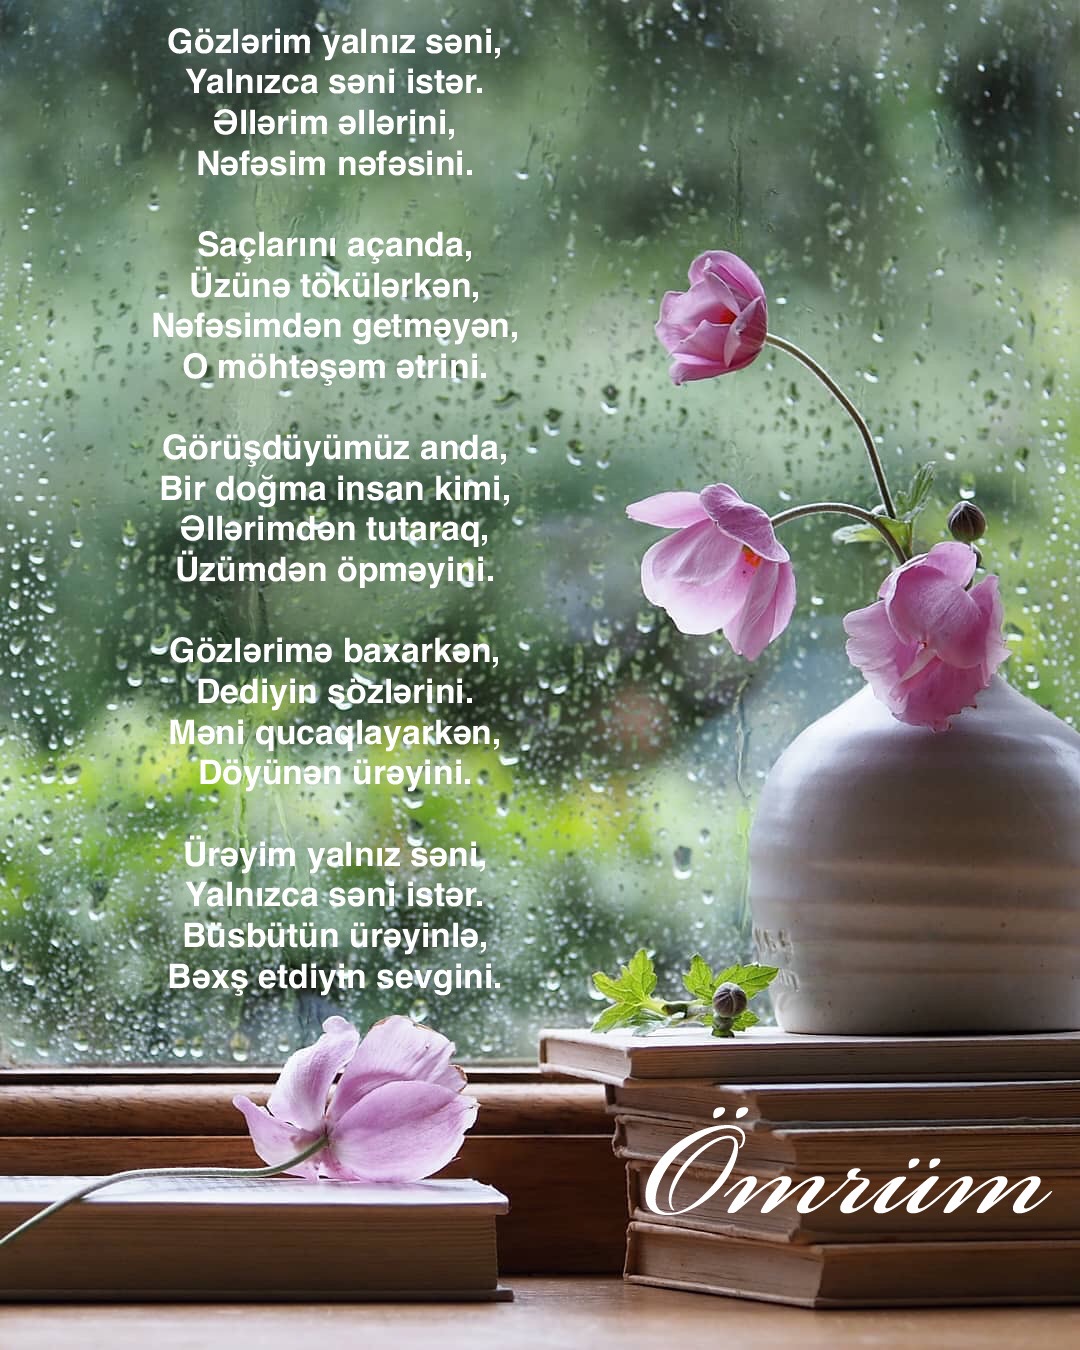 Gözlərim yalnız səni,
Yalnızca səni istər.
Əllərim əllərini,
Nəfəsim nəfəsini.
Saçlarını açanda,
Üzünə tökülərkən,
Nəfəsimdən getməyən,
O möhtəşəm ətrini.
Görüşdüyümüz anda,
Bir doğma insan kimi,
Əllərimdən tutaraq,
Üzümdən öpməyini.
Gözlərimə baxarkən,
Dediyin sözlərini.
Məni qucaqlayarkən,
Döyünən ürəyini.
Ürəyim yalnız səni,
Yalnızca səni istər.
Büsbütün ürəyinlə,
Bəxş etdiyin sevgini.
Ömrüm